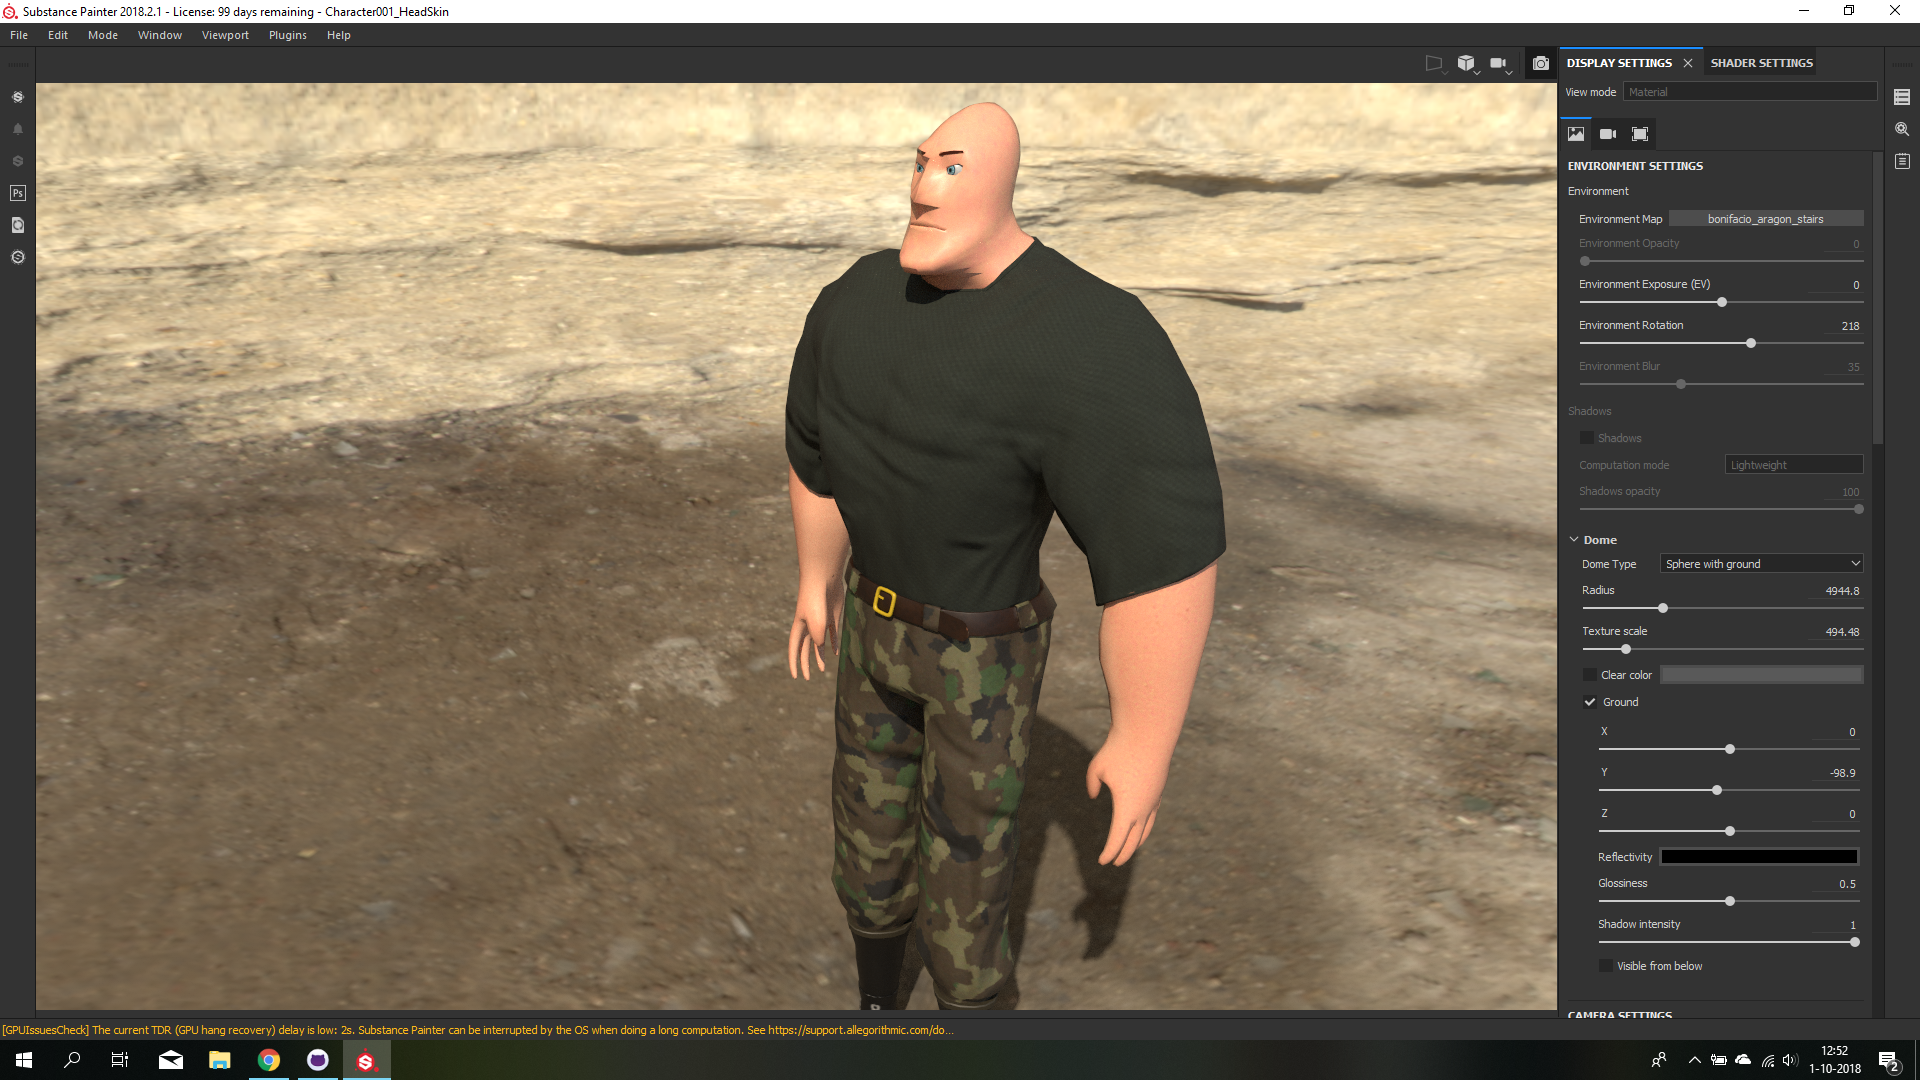 Substance Painter 2018.2.1 - License: 99 days remaining - Character001_HeadSkin
File Edit Mode Window Viewport Plugins Help
DISPLAY SETTINGS
SHADER SETTINGS
View mode Material
Ps
ENVIRONMENT SETTINGS
Environment
Environment Map bonifacio_aragon_stairs
Environment Opacity 0
Environment Exposure (EV) 0
Environment Rotation 218
Environment Blur 35
Shadows
Shadows
Computation mode Lightweight
Shadows opacity 100
Dome
Dome Type Sphere with ground
Radius 4944.8
Texture scale 494.48
Clear color
Ground
X 0
Y -98.9
Z 0
Reflectivity
Glossiness 0.5
Shadow intensity 1
Visible from below
CAMERA SETTINGS
[GPUIssuesCheck] The current TDR (GPU hang recovery) delay is low: 2s. Substance Painter can be interrupted by the OS when doing a long computation. See https://support.allegorithmic.com/do...
12:52
1-10-2018
2